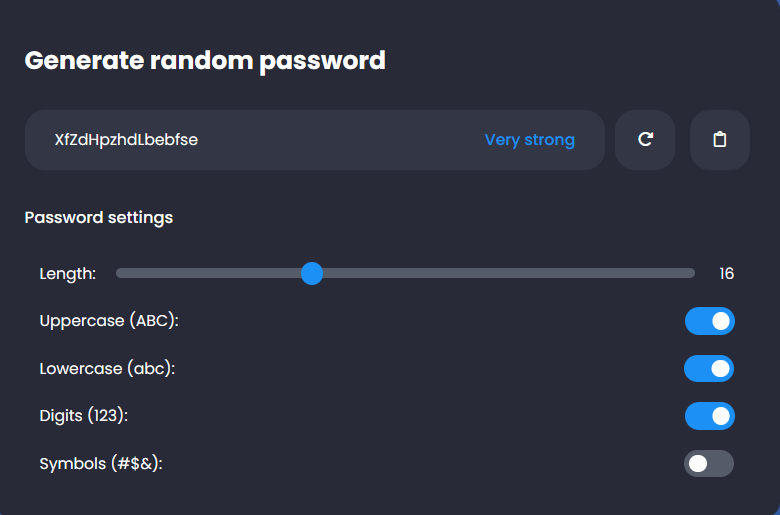 Generate random password
XfZdHpzhdLbebfse Very strong
Password settings
Length: 16
Uppercase (ABC):
Lowercase (abc):
Digits (123):
Symbols (#$&):